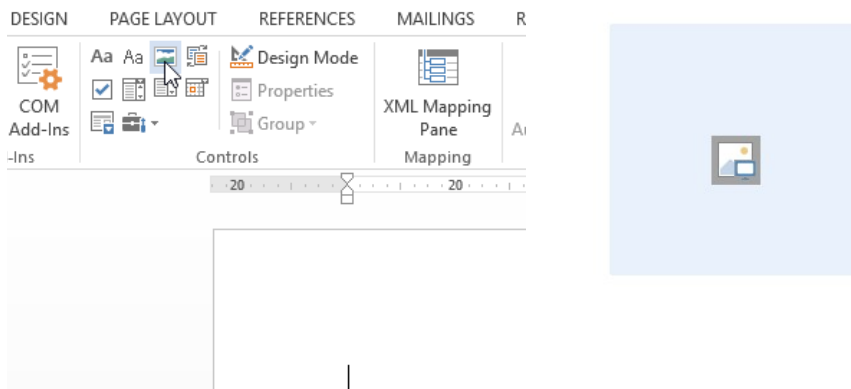 DESIGN PAGE LAYOUT REFERENCES MAILINGS R
Aa Aa Design Mode
Properties
COM XML Mapping
Add-Ins Group Pane A
-Ins Controls Mapping
20 20